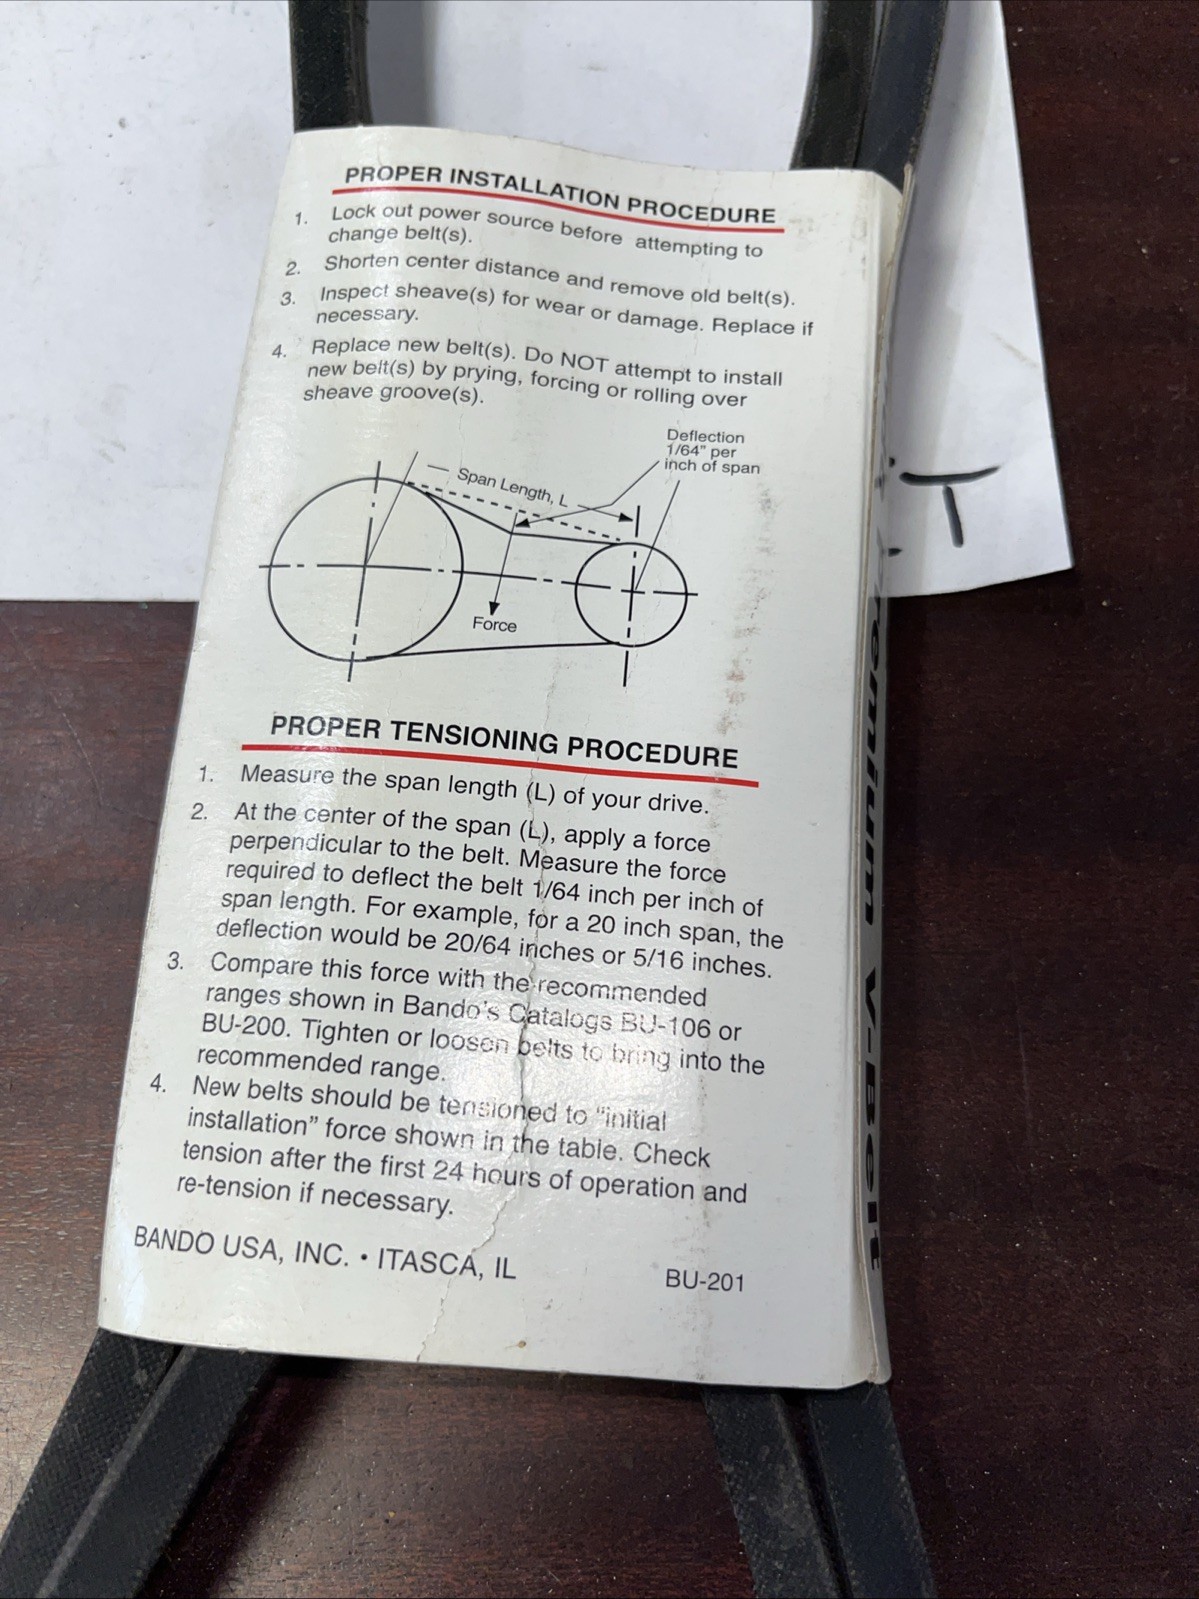 PROPER INSTALLATION PROCEDURE
1. Lock out power source before attempting to
change belt(s).
2. Shorten center distance and remove old belt(s).
3. Inspect sheave(s) for wear or damage. Replace if
necessary.
4. Replace new belt(s). Do NOT attempt to install
new belt(s) by prying, forcing or rolling over
sheave groove(s).
Deflection
1/64" per
inch of span
Span Length, L
Force
PROPER TENSIONING PROCEDURE
1. Measure the span length (L) of your drive.
2. At the center of the span (L), apply a force
perpendicular to the belt. Measure the force
required to deflect the belt 1/64 inch per inch of
span length. For example, for a 20 inch span, the
deflection would be 20/64 inches or 5/16 inches.
3. Compare this force with the recommended
ranges shown in Bando's Catalogs BU-106 or
BU-200. Tighten or loosen belts to bring into the
recommended range.
4. New belts should be tensioned to "initial
installation" force shown in the table. Check
tension after the first 24 hours of operation and
re-tension if necessary.
BANDO USA, INC. • ITASCA, IL
BU-201
V-Belt